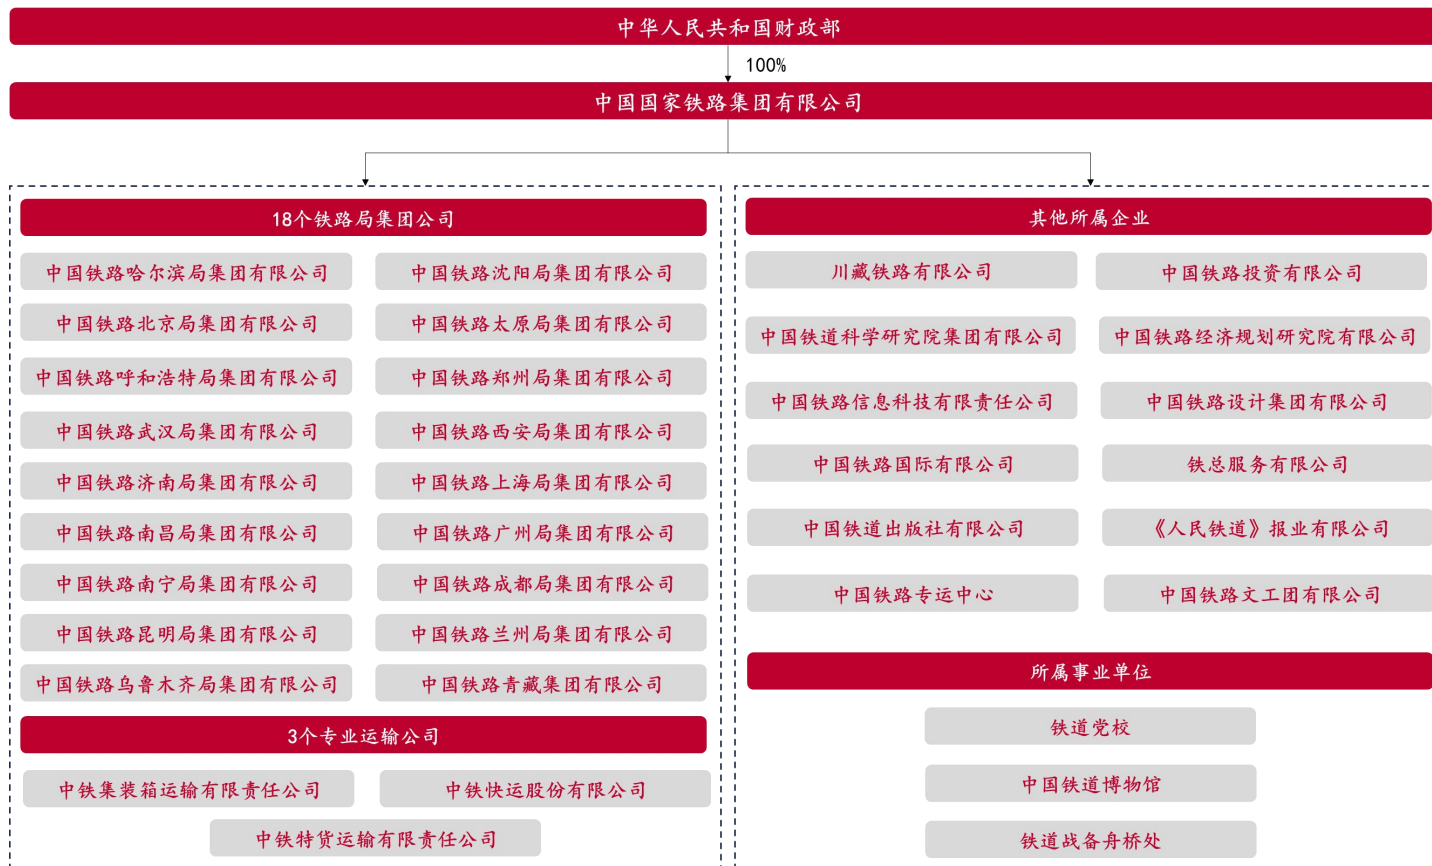 中华人民共和国财政部
100%
中国国家铁路集团有限公司
18个铁路局集团公司
中国铁路哈尔滨局集团有限公司
中国铁路沈阳局集团有限公司
中国铁路北京局集团有限公司
中国铁路太原局集团有限公司
中国铁路呼和浩特局集团有限公司
中国铁路郑州局集团有限公司
中国铁路武汉局集团有限公司
中国铁路西安局集团有限公司
中国铁路济南局集团有限公司
中国铁路上海局集团有限公司
中国铁路南昌局集团有限公司
中国铁路广州局集团有限公司
中国铁路南宁局集团有限公司
中国铁路成都局集团有限公司
中国铁路昆明局集团有限公司
中国铁路兰州局集团有限公司
中国铁路乌鲁木齐局集团有限公司
中国铁路青藏集团有限公司
3个专业运输公司
中铁集装箱运输有限责任公司
中铁快运股份有限公司
中铁特货运输有限责任公司
其他所属企业
川藏铁路有限公司
中国铁路投资有限公司
中国铁道科学研究院集团有限公司
中国铁路经济规划研究院有限公司
中国铁路信息科技有限责任公司
中国铁路设计集团有限公司
中国铁路国际有限公司
铁总服务有限公司
中国铁道出版社有限公司
《人民铁道》报业有限公司
中国铁路专运中心
中国铁路文工团有限公司
所属事业单位
铁道党校
中国铁道博物馆
铁道战备舟桥处